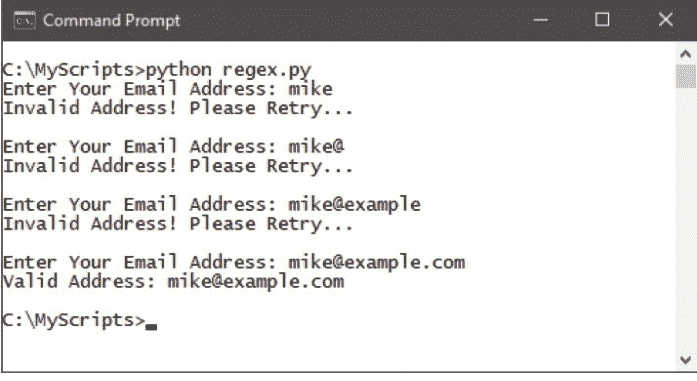 Command Prompt
C:\MyScripts>python regex.py
Enter Your Email Address: mike
Invalid Address! Please Retry...
Enter Your Email Address: mike@
Invalid Address! Please Retry...
Enter Your Email Address: mike@example
Invalid Address! Please Retry...
Enter Your Email Address: mike@example.com
Valid Address: mike@example.com
C:\MyScripts>